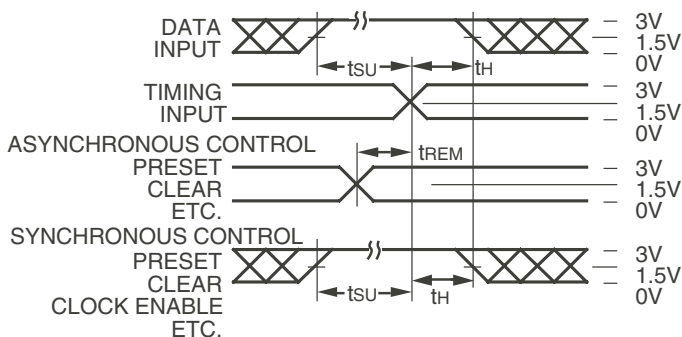 DATA
INPUT
3V
1.5V
0V
tSU
tH
TIMING
INPUT
3V
1.5V
0V
ASYNCHRONOUS CONTROL
PRESET
CLEAR
ETC.
tREM
3V
1.5V
0V
SYNCHRONOUS CONTROL
PRESET
CLEAR
CLOCK ENABLE
ETC.
tSU
tH
3V
1.5V
0V